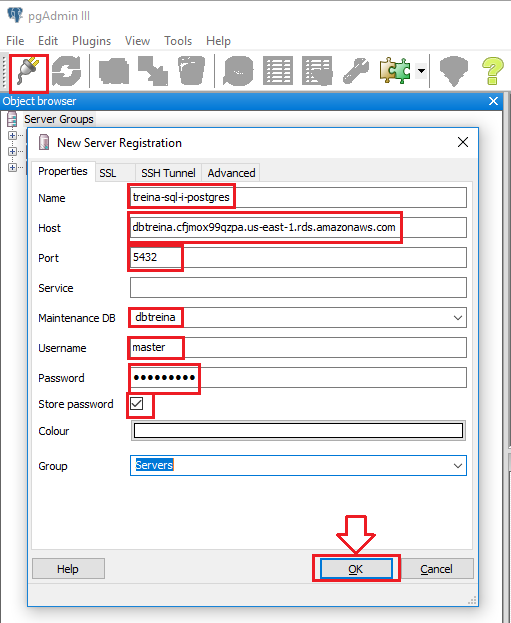 pgAdmin III
File Edit Plugins View Tools Help
Object browser
Server Groups
New Server Registration
Properties SSL SSH Tunnel Advanced
Name treina-sql-i-postgres
Host dbtreina.cfjmox99qzpa.us-east-1.rds.amazonaws.com
Port 5432
Service
Maintenance DB dbtreina
Username master
Password •••••••••
Store password
Colour
Group Servers
Help OK Cancel